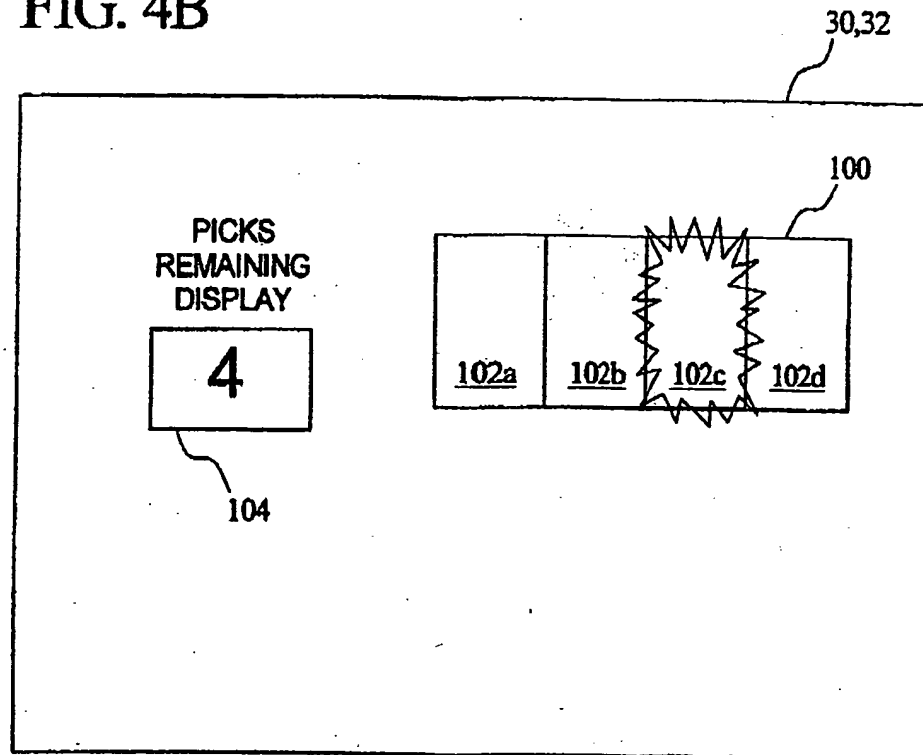 FIG. 4B
30,32
100
PICKS
REMAINING
DISPLAY
4
102a 102b 102c 102d
104